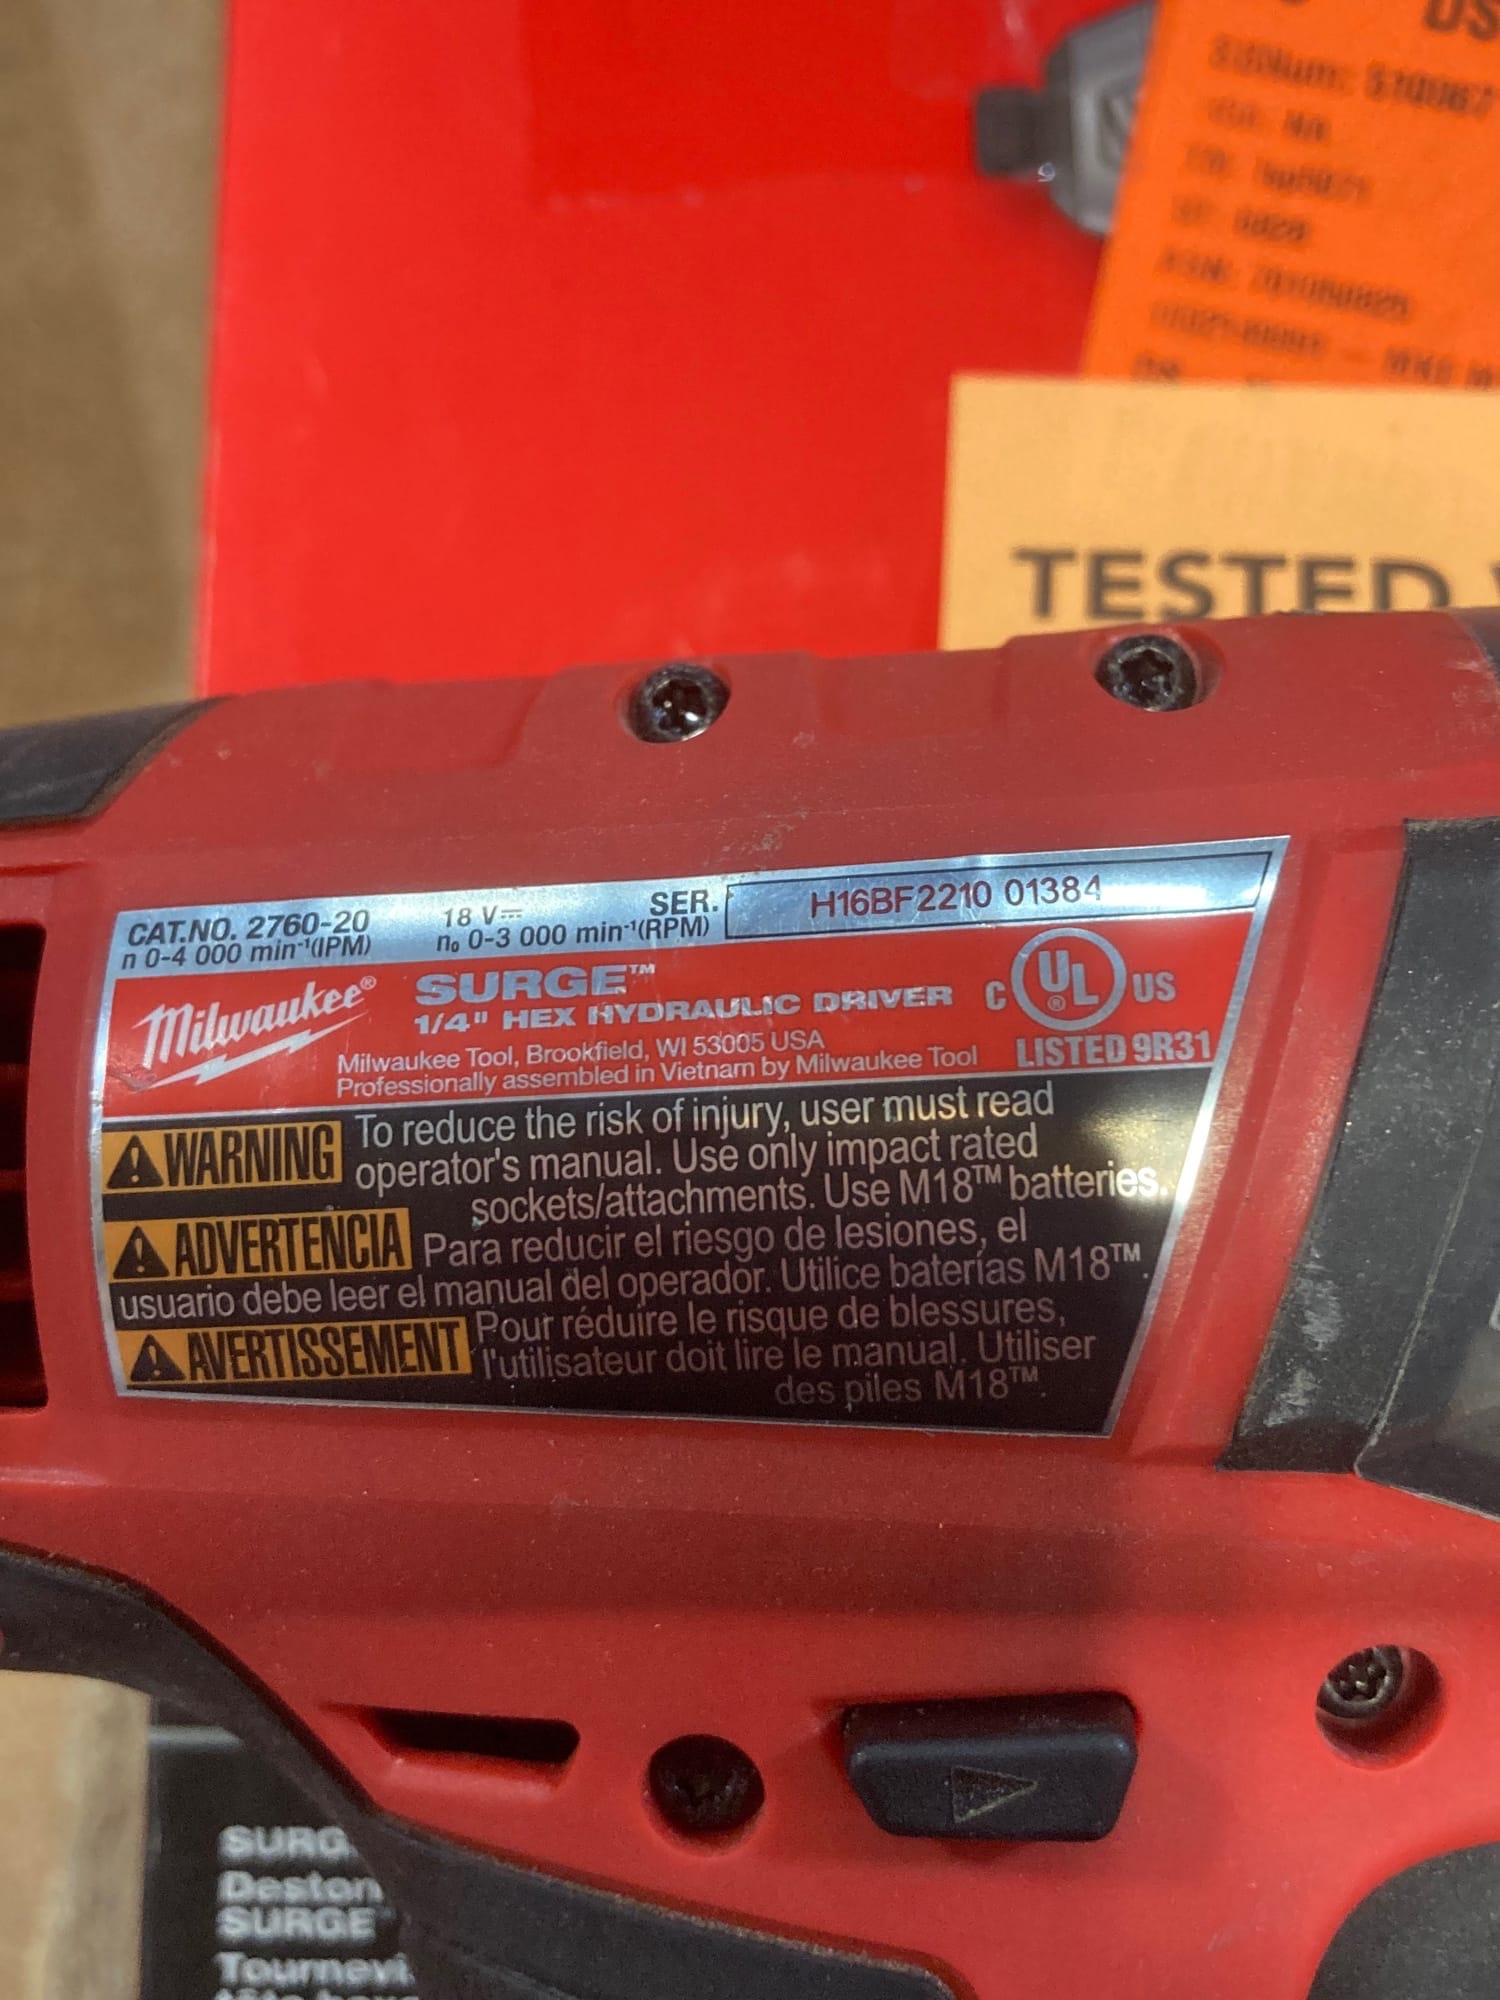 TESTED
CAT.NO. 2760-20
n 0-4 000 min⁻¹(IPM)
18 V⎓
n₀ 0-3 000 min⁻¹(RPM)
SER.
H16BF2210 01384
Milwaukee®
SURGE™
1/4" HEX HYDRAULIC DRIVER
C UL® US
LISTED 9R31
Milwaukee Tool, Brookfield, WI 53005 USA
Professionally assembled in Vietnam by Milwaukee Tool
WARNING To reduce the risk of injury, user must read
operator's manual. Use only impact rated
sockets/attachments. Use M18™ batteries.
ADVERTENCIA Para reducir el riesgo de lesiones, el
usuario debe leer el manual del operador. Utilice baterías M18™.
AVERTISSEMENT Pour réduire le risque de blessures,
l'utilisateur doit lire le manual. Utiliser
des piles M18™.
SURG
Deston
SURGE™
Tournevi